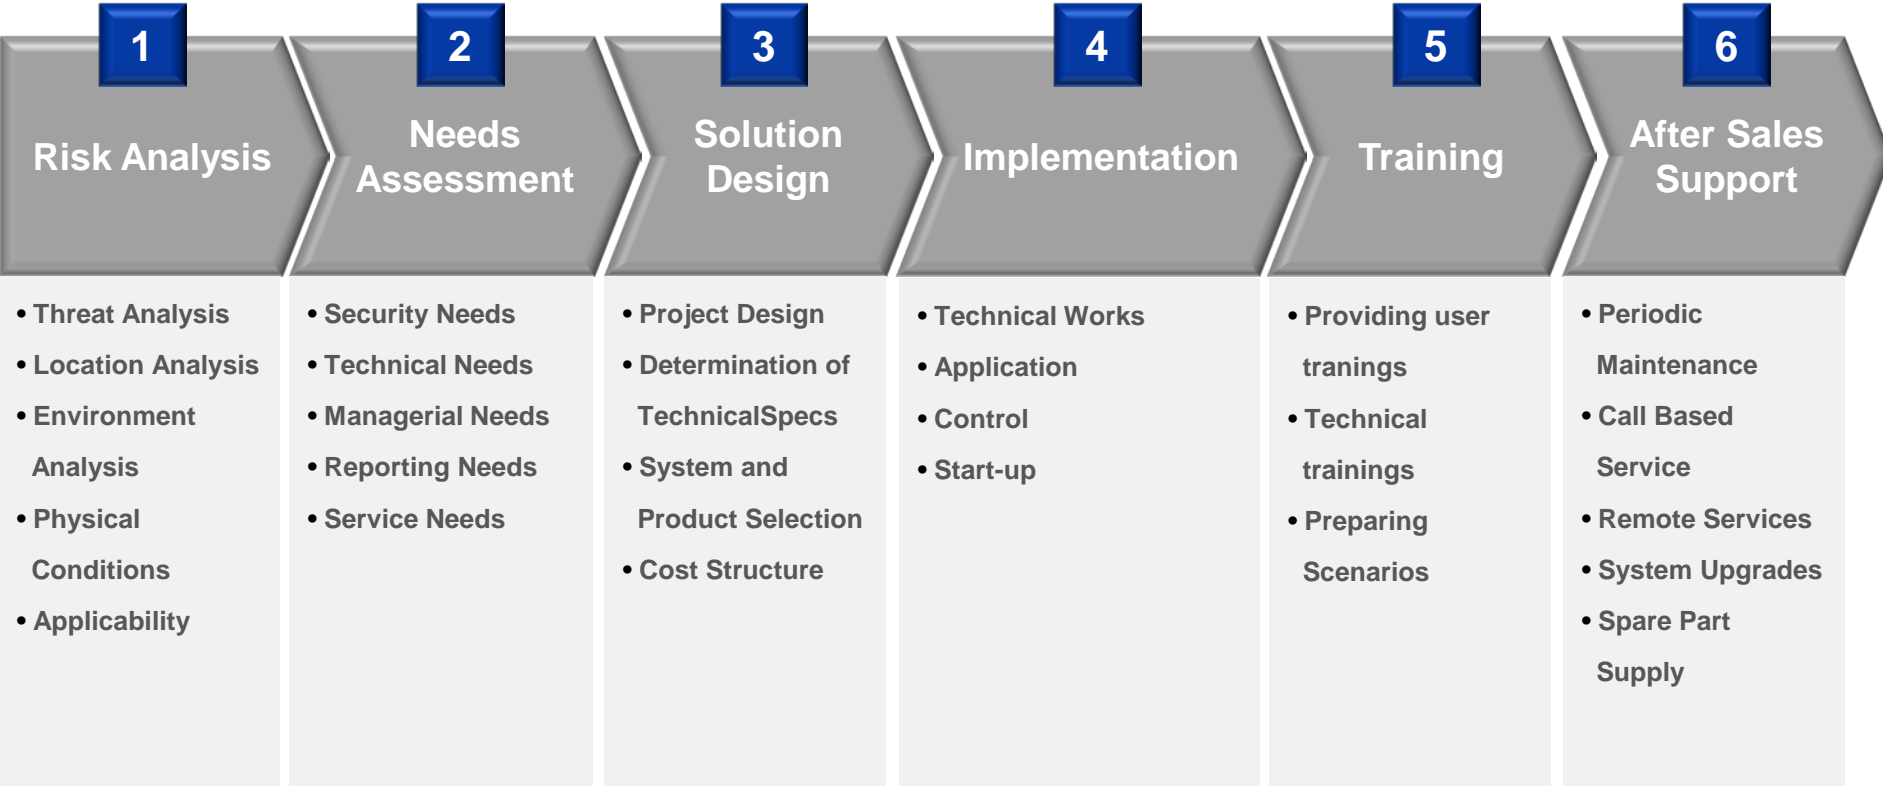 1
Risk Analysis
• Threat Analysis
• Location Analysis
• Environment
Analysis
• Physical
Conditions
• Applicability
2
Needs
Assessment
• Security Needs
• Technical Needs
• Managerial Needs
• Reporting Needs
• Service Needs
3
Solution
Design
• Project Design
• Determination of
TechnicalSpecs
• System and
Product Selection
• Cost Structure
4
Implementation
• Technical Works
• Application
• Control
• Start-up
5
Training
• Providing user
tranings
• Technical
trainings
• Preparing
Scenarios
6
After Sales
Support
• Periodic
Maintenance
• Call Based
Service
• Remote Services
• System Upgrades
• Spare Part
Supply